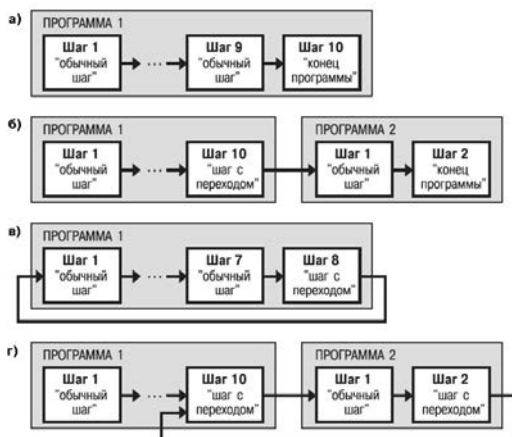 а)
ПРОГРАММА 1
Шаг 1
"обычный
шаг"
...
Шаг 9
"обычный
шаг"
Шаг 10
"конец
программы"
б)
ПРОГРАММА 1
Шаг 1
"обычный
шаг"
...
Шаг 10
"шаг с
переходом"
ПРОГРАММА 2
Шаг 1
"обычный
шаг"
Шаг 2
"конец
программы"
в)
ПРОГРАММА 1
Шаг 1
"обычный
шаг"
...
Шаг 7
"обычный
шаг"
Шаг 8
"шаг с
переходом"
г)
ПРОГРАММА 1
Шаг 1
"обычный
шаг"
...
Шаг 10
"шаг с
переходом"
ПРОГРАММА 2
Шаг 1
"обычный
шаг"
Шаг 2
"шаг с
переходом"